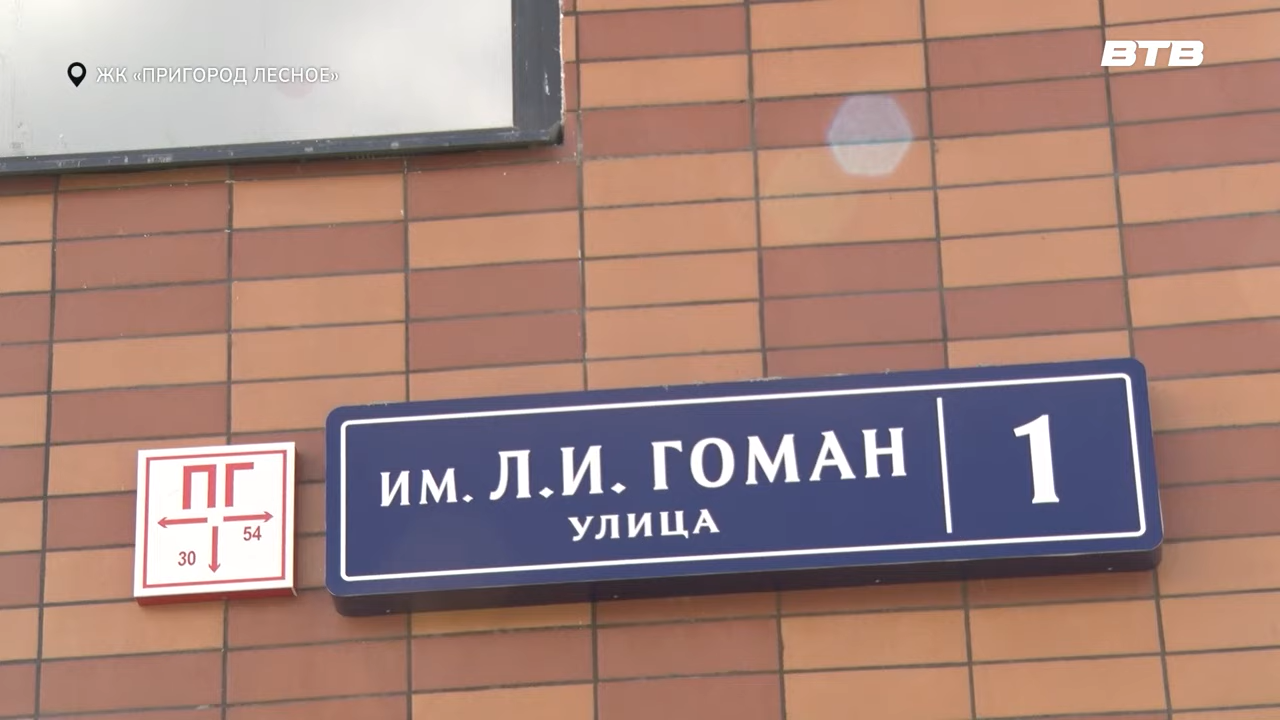 ЖК «ПРИГОРОД ЛЕСНОЕ»
ВТВ
ИМ. Л.И. ГОМАН
УЛИЦА
1
ПГ
54
30